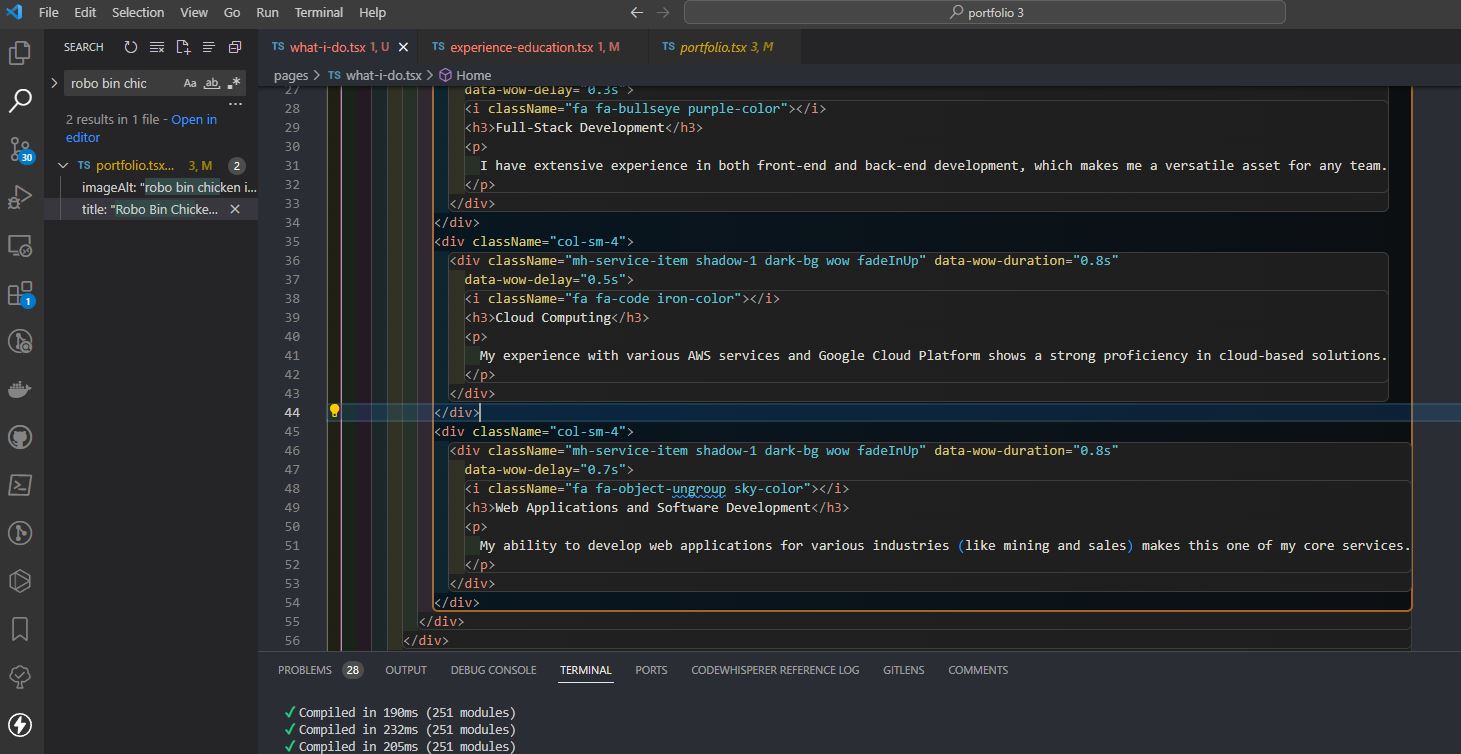 File Edit Selection View Go Run Terminal Help
portfolio 3
SEARCH
TS what-i-do.tsx 1, U
TS experience-education.tsx 1, M
TS portfolio.tsx 3, M
robo bin chic
Aa ab .*
pages > TS what-i-do.tsx > Home
2 results in 1 file - Open in
editor
30
TS portfolio.tsx... 3, M 2
imageAlt: "robo bin chicken i...
title: "Robo Bin Chicke...
1
27 data-wow-delay="0.3s">
28 <i className="fa fa-bullseye purple-color"></i>
29 <h3>Full-Stack Development</h3>
30 <p>
31 I have extensive experience in both front-end and back-end development, which makes me a versatile asset for any team.
32 </p>
33 </div>
34 </div>
35 <div className="col-sm-4">
36 <div className="mh-service-item shadow-1 dark-bg wow fadeInUp" data-wow-duration="0.8s"
37 data-wow-delay="0.5s">
38 <i className="fa fa-code iron-color"></i>
39 <h3>Cloud Computing</h3>
40 <p>
41 My experience with various AWS services and Google Cloud Platform shows a strong proficiency in cloud-based solutions.
42 </p>
43 </div>
44 </div>
45 <div className="col-sm-4">
46 <div className="mh-service-item shadow-1 dark-bg wow fadeInUp" data-wow-duration="0.8s"
47 data-wow-delay="0.7s">
48 <i className="fa fa-object-ungroup sky-color"></i>
49 <h3>Web Applications and Software Development</h3>
50 <p>
51 My ability to develop web applications for various industries (like mining and sales) makes this one of my core services.
52 </p>
53 </div>
54 </div>
55 </div>
56 </div>
PROBLEMS 28 OUTPUT DEBUG CONSOLE TERMINAL PORTS CODEWHISPERER REFERENCE LOG GITLENS COMMENTS
✓ Compiled in 190ms (251 modules)
✓ Compiled in 232ms (251 modules)
✓ Compiled in 205ms (251 modules)